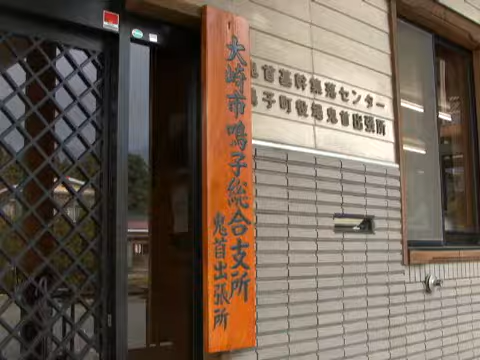 大崎市鳴子総合支所
鬼首出張所
首基幹集落センター
子町役場鬼首出張所